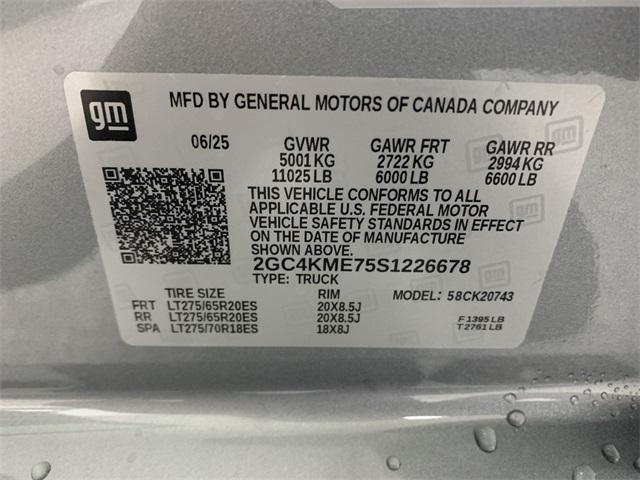 gm
MFD BY GENERAL MOTORS OF CANADA COMPANY
06/25 GVWR GAWR FRT GAWR RR
5001 KG 2722 KG 2994 KG
11025 LB 6000 LB 6600 LB
THIS VEHICLE CONFORMS TO ALL
APPLICABLE U.S. FEDERAL MOTOR
VEHICLE SAFETY STANDARDS IN EFFECT
ON THE DATE OF MANUFACTURE
SHOWN ABOVE.
2GC4KME75S1226678
TYPE: TRUCK
TIRE SIZE RIM MODEL: 58CK20743
FRT LT275/65R20ES 20X8.5J
RR LT275/65R20ES 20X8.5J F 1395 LB
SPA LT275/70R18ES 18X8J T 2761 LB